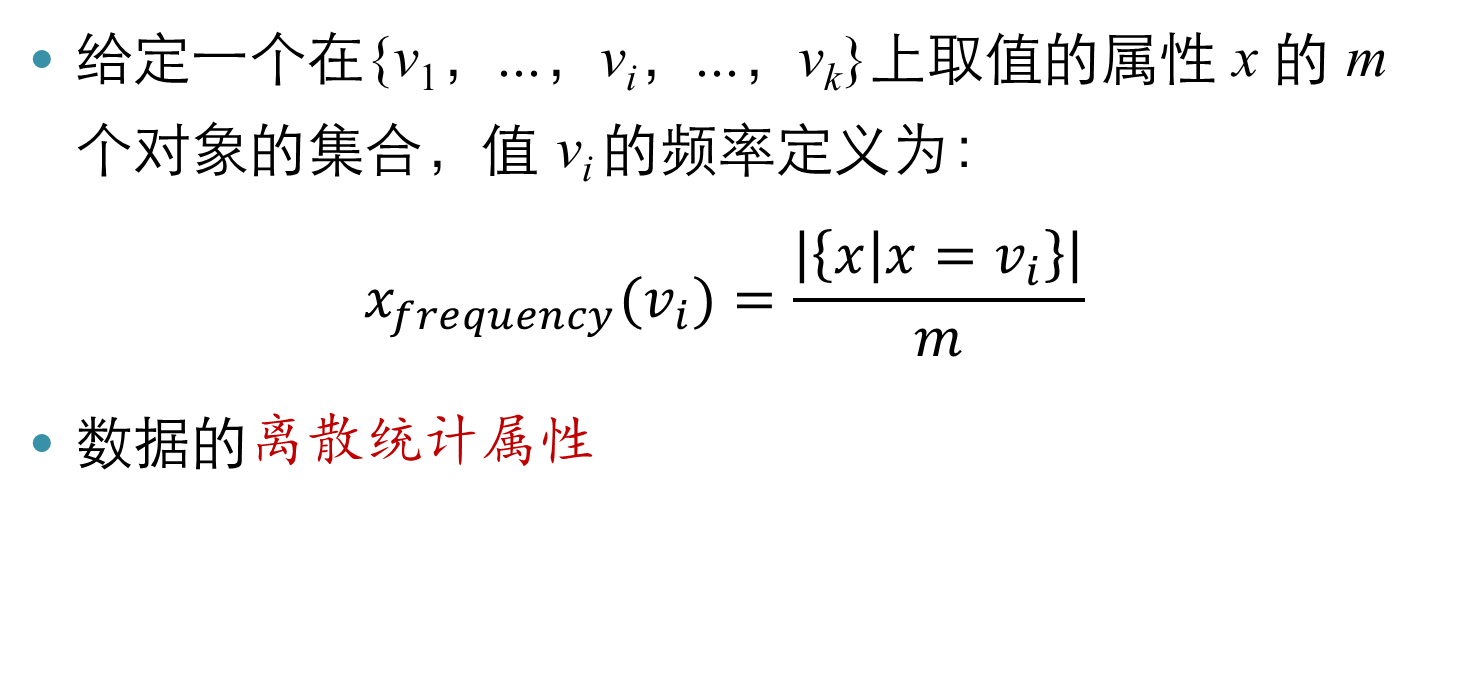 • 给定一个在{v₁，…，vᵢ，…，vₖ}上取值的属性 x 的 m
个对象的集合，值 vᵢ 的频率定义为：
x_{frequency}(vᵢ) = |{x|x = vᵢ}| / m
• 数据的离散统计属性